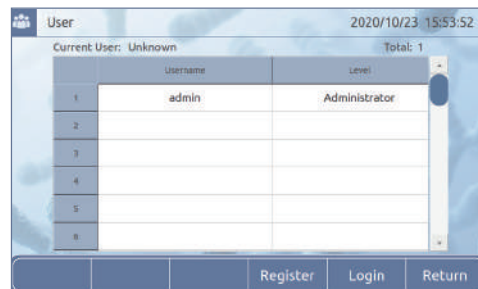 User 2020/10/23 15:53:52
Current User: Unknown Total: 1
Username Level
1 admin Administrator
2
3
4
5
6
Register Login Return